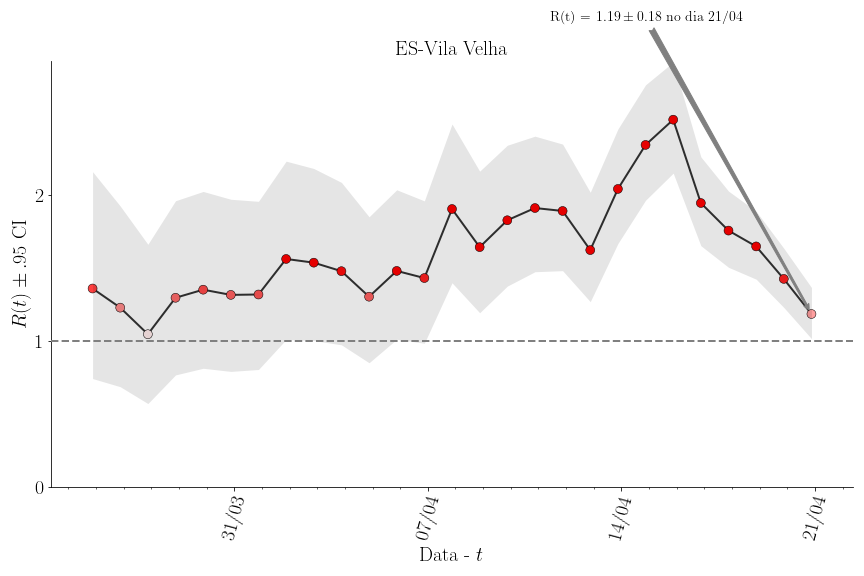 R(t) = 1.19 ± 0.18 no dia 21/04
ES-Vila Velha
R(t) ± .95 CI
2
1
0
31/03
07/04
14/04
21/04
Data - t